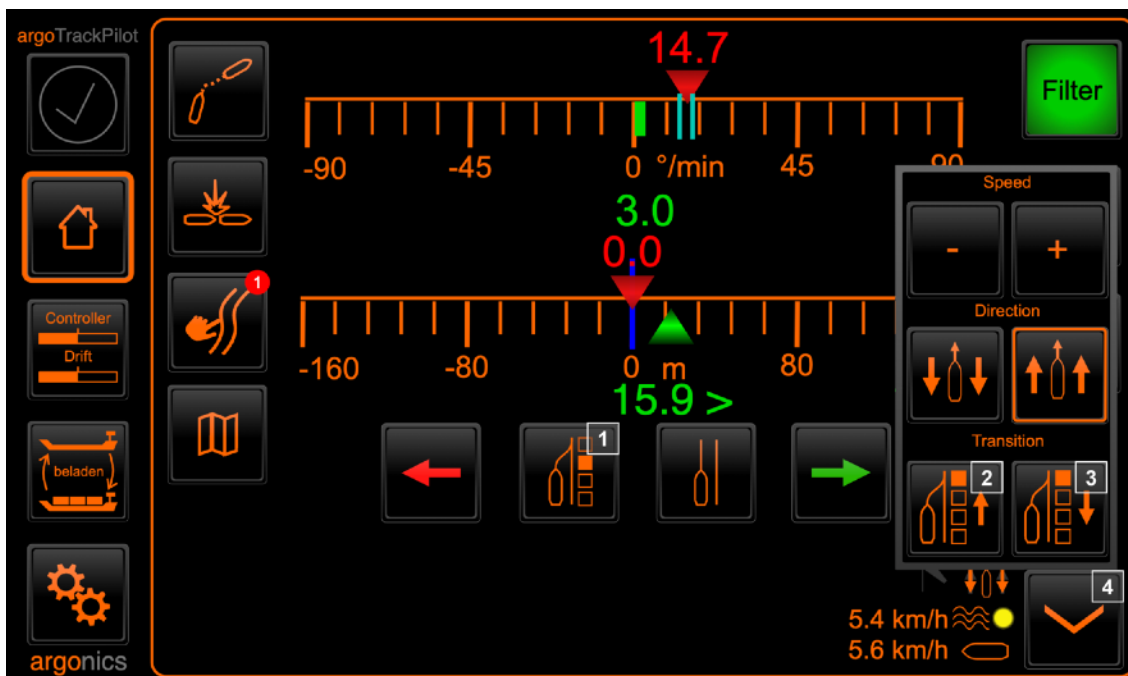 argoTrackPilot
14.7
Filter
-90 -45 0 °/min 45 90
Speed
3.0
- +
0.0
1
Controller
Direction
Drift
-160 -80 0 m 80
15.9 >
Transition
1
2 3
beladen
4
5.4 km/h
5.6 km/h
argonics